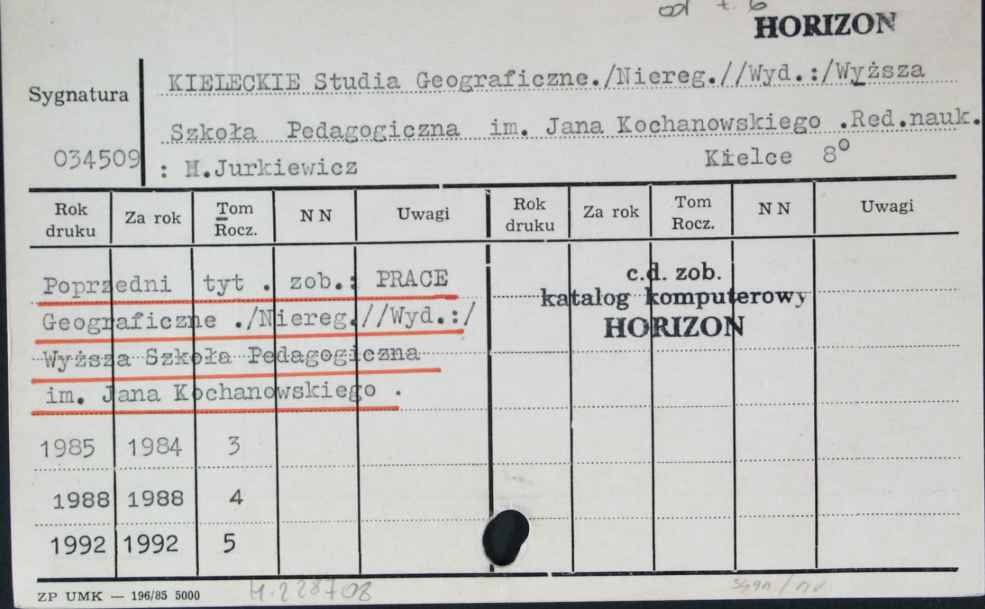 od t. 6
HORIZON
KIELECKIE Studia Geograficzne./Niereg.//Wyd.:/Wyższa
Sygnatura
Szkoła Pedagogiczna im. Jana Kochanowskiego .Red.nauk.
034509 : H.Jurkiewicz Kielce 8°
Rok druku Za rok Tom Rocz. N N Uwagi Rok druku Za rok Tom Rocz. N N Uwagi
Poprzedni tyt . zob.: PRACE
Geograficzne ./Niereg.//Wyd.:/
Wyższa Szkoła Pedagogiczna
im. Jana Kochanowskiego .
c.d. zob.
katalog komputerowy
HORIZON
1985 1984 3
1988 1988 4
1992 1992 5
ZP UMK — 196/85 5000